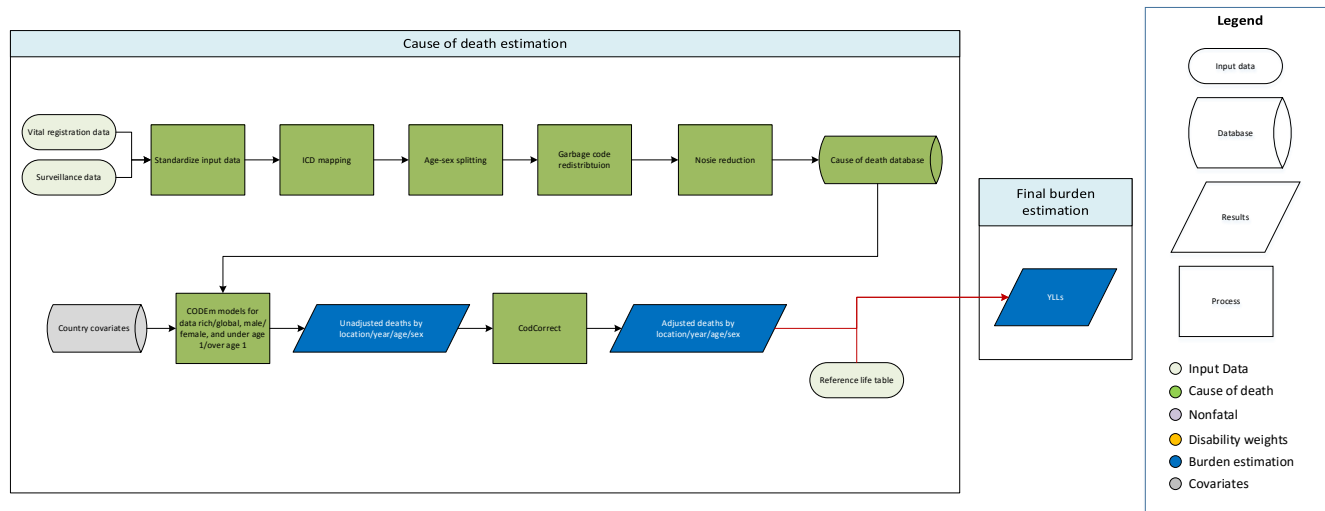 Cause of death estimation
Vital registration data
Surveillance data
Standardize input data
ICD mapping
Age-sex splitting
Garbage code
redistribtuion
Nosie reduction
Cause of death database
Country covariates
CODEm models for
data rich/global, male/
female, and under age
1/over age 1
Unadjusted deaths by
location/year/age/sex
CodCorrect
Adjusted deaths by
location/year/age/sex
Reference life table
Final burden
estimation
YLLs
Legend
Input data
Database
Results
Process
Input Data
Cause of death
Nonfatal
Disability weights
Burden estimation
Covariates